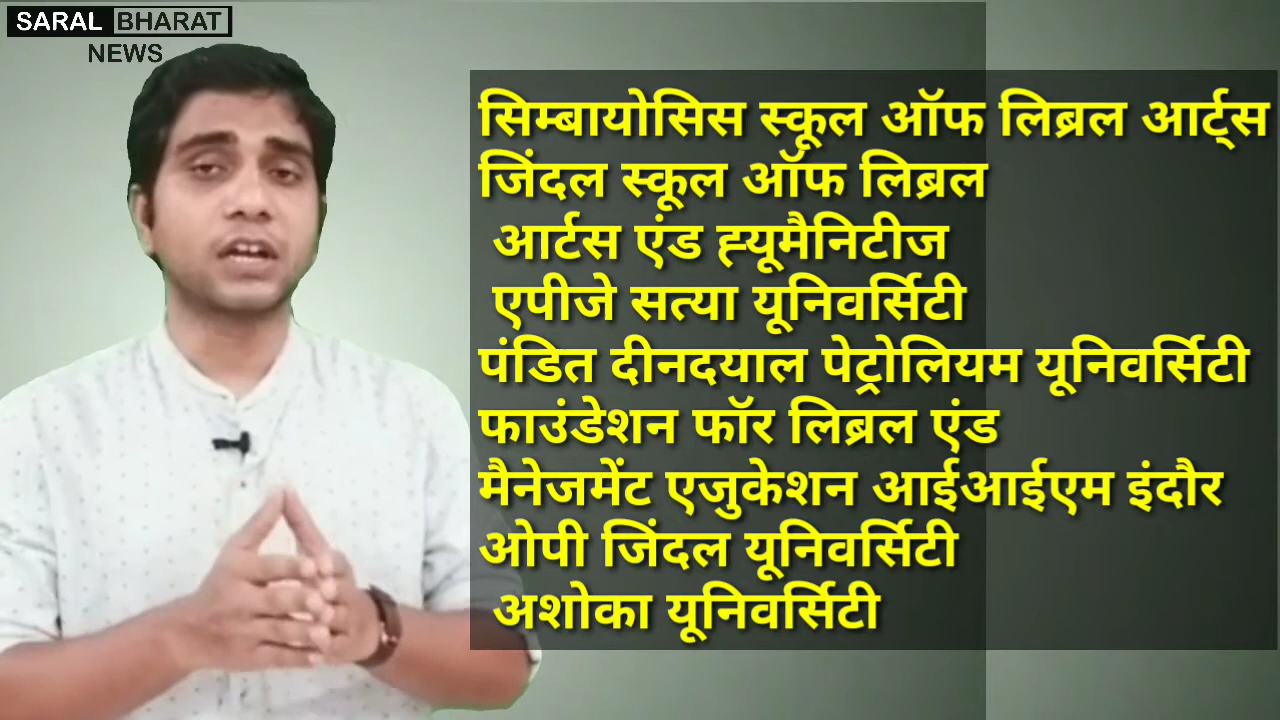 SARAL BHARAT
NEWS
सिम्बायोसिस स्कूल ऑफ लिब्रल आर्ट्स
जिंदल स्कूल ऑफ लिब्रल
आर्टस एंड ह्यूमैनिटीज
एपीजे सत्या यूनिवर्सिटी
पंडित दीनदयाल पेट्रोलियम यूनिवर्सिटी
फाउंडेशन फॉर लिब्रल एंड
मैनेजमेंट एजुकेशन आईआईएम इंदौर
ओपी जिंदल यूनिवर्सिटी
अशोका यूनिवर्सिटी